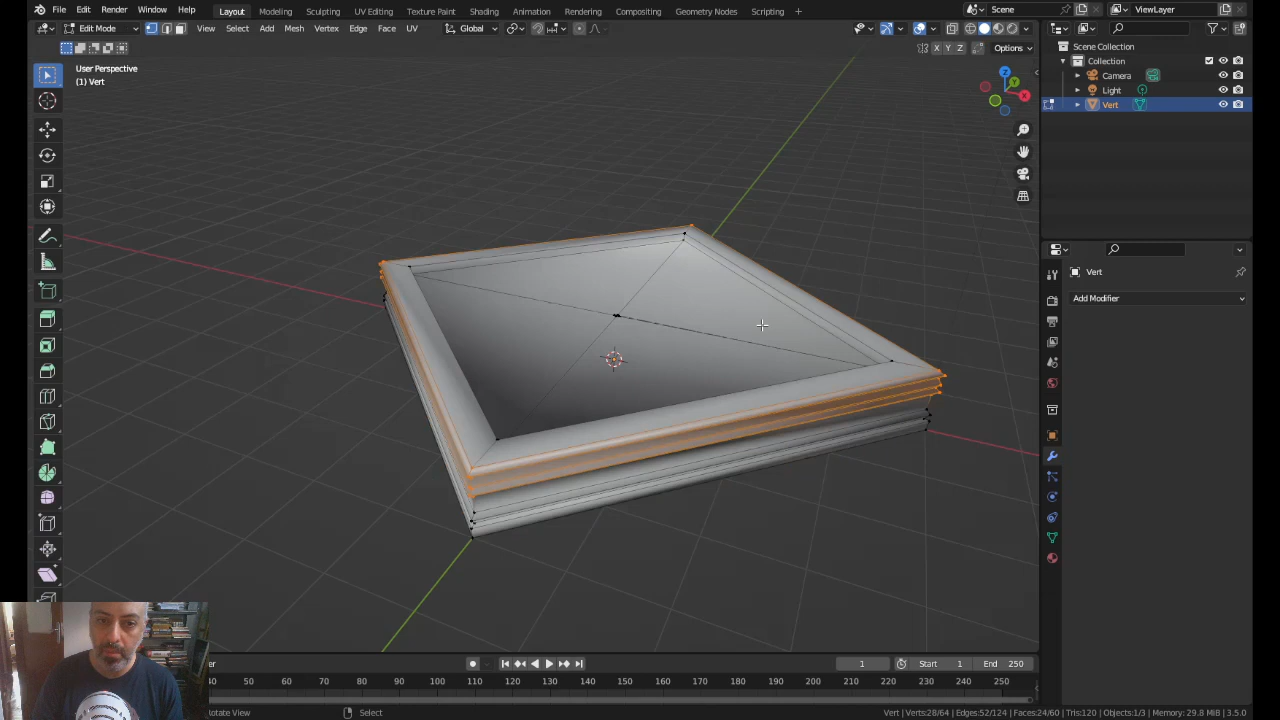 File Edit Render Window Help Layout Modeling Sculpting UV Editing Texture Paint Shading Animation Rendering Compositing Geometry Nodes Scripting + Scene ViewLayer
Edit Mode View Select Add Mesh Vertex Edge Face UV Global
X Y Z Options
User Perspective
(1) Vert
Z
Y
X
Scene Collection
Collection
Camera
Light
Vert
Vert
Add Modifier
1 Start 1 End 250
40 50 60 70 80 90 100 110 120 130 140 150 160 170 180 190 200 210 220 230 240 250
Rotate View Select Vert | Verts:28/64 | Edges:52/124 | Faces:24/60 | Tris:120 | Objects:1/3 | Memory: 29.8 MiB | 3.5.0